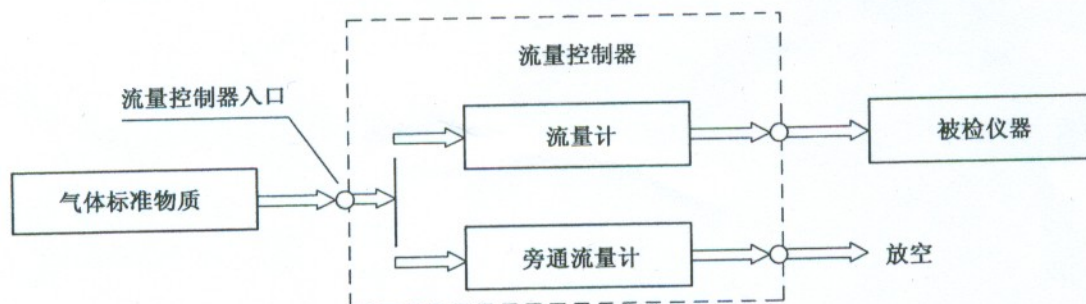 流量控制器
流量控制器入口
流量计
被检仪器
气体标准物质
旁通流量计
放空